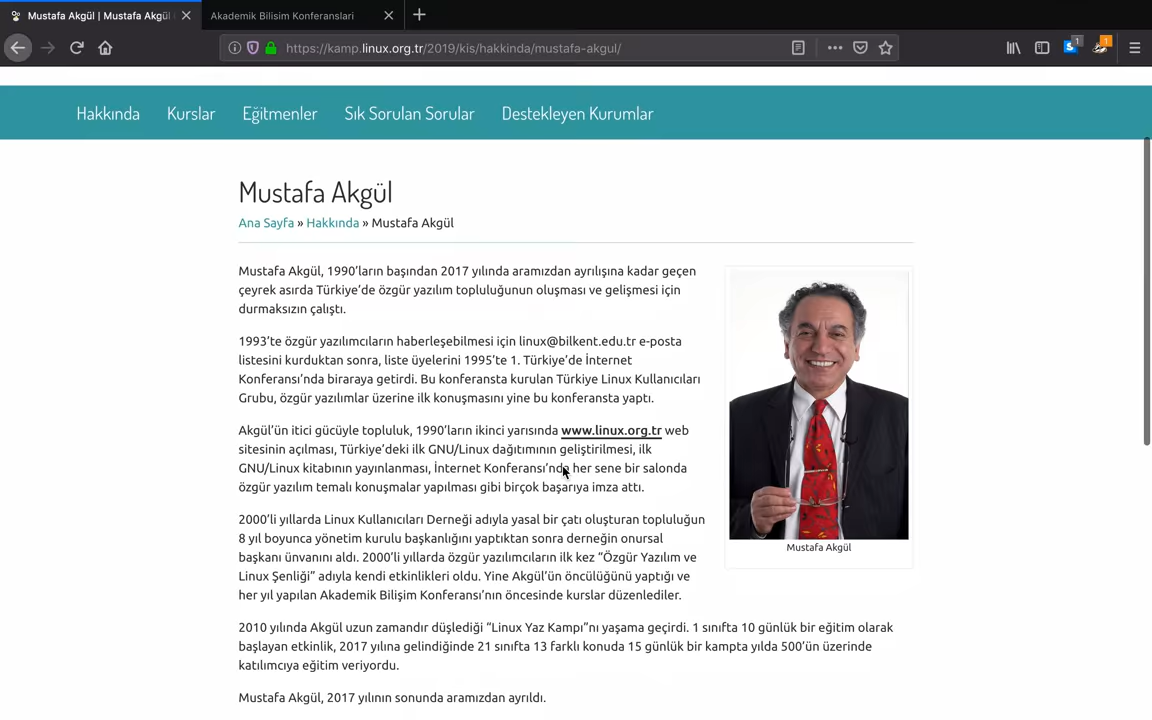 Mustafa Akgül | Mustafa Akgül
Akademik Bilisim Konferanslari
https://kamp.linux.org.tr/2019/kis/hakkinda/mustafa-akgul/
1
1
Hakkında Kurslar Eğitmenler Sık Sorulan Sorular Destekleyen Kurumlar
Mustafa Akgül
Ana Sayfa » Hakkında » Mustafa Akgül
Mustafa Akgül, 1990’ların başından 2017 yılında aramızdan ayrılışına kadar geçen
çeyrek asırda Türkiye’de özgür yazılım topluluğunun oluşması ve gelişmesi için
durmaksızın çalıştı.
1993’te özgür yazılımcıların haberleşebilmesi için linux@bilkent.edu.tr e-posta
listesini kurduktan sonra, liste üyelerini 1995’te 1. Türkiye’de İnternet
Konferansı’nda biraraya getirdi. Bu konferansta kurulan Türkiye Linux Kullanıcıları
Grubu, özgür yazılımlar üzerine ilk konuşmasını yine bu konferansta yaptı.
Akgül’ün itici gücüyle topluluk, 1990’ların ikinci yarısında www.linux.org.tr web
sitesinin açılması, Türkiye’deki ilk GNU/Linux dağıtımının geliştirilmesi, ilk
GNU/Linux kitabının yayınlanması, İnternet Konferansı’nda her sene bir salonda
özgür yazılım temalı konuşmalar yapılması gibi birçok başarıya imza attı.
2000’li yıllarda Linux Kullanıcıları Derneği adıyla yasal bir çatı oluşturan topluluğun
8 yıl boyunca yönetim kurulu başkanlığını yaptıktan sonra derneğin onursal
başkanı ünvanını aldı. 2000’li yıllarda özgür yazılımcıların ilk kez “Özgür Yazılım ve
Linux Şenliği” adıyla kendi etkinlikleri oldu. Yine Akgül’ün öncülüğünü yaptığı ve
her yıl yapılan Akademik Bilişim Konferansı’nın öncesinde kurslar düzenlediler.
Mustafa Akgül
2010 yılında Akgül uzun zamandır düşlediği “Linux Yaz Kampı”nı yaşama geçirdi. 1 sınıfta 10 günlük bir eğitim olarak
başlayan etkinlik, 2017 yılına gelindiğinde 21 sınıfta 13 farklı konuda 15 günlük bir kampta yılda 500’ün üzerinde
katılımcıya eğitim veriyordu.
Mustafa Akgül, 2017 yılının sonunda aramızdan ayrıldı.